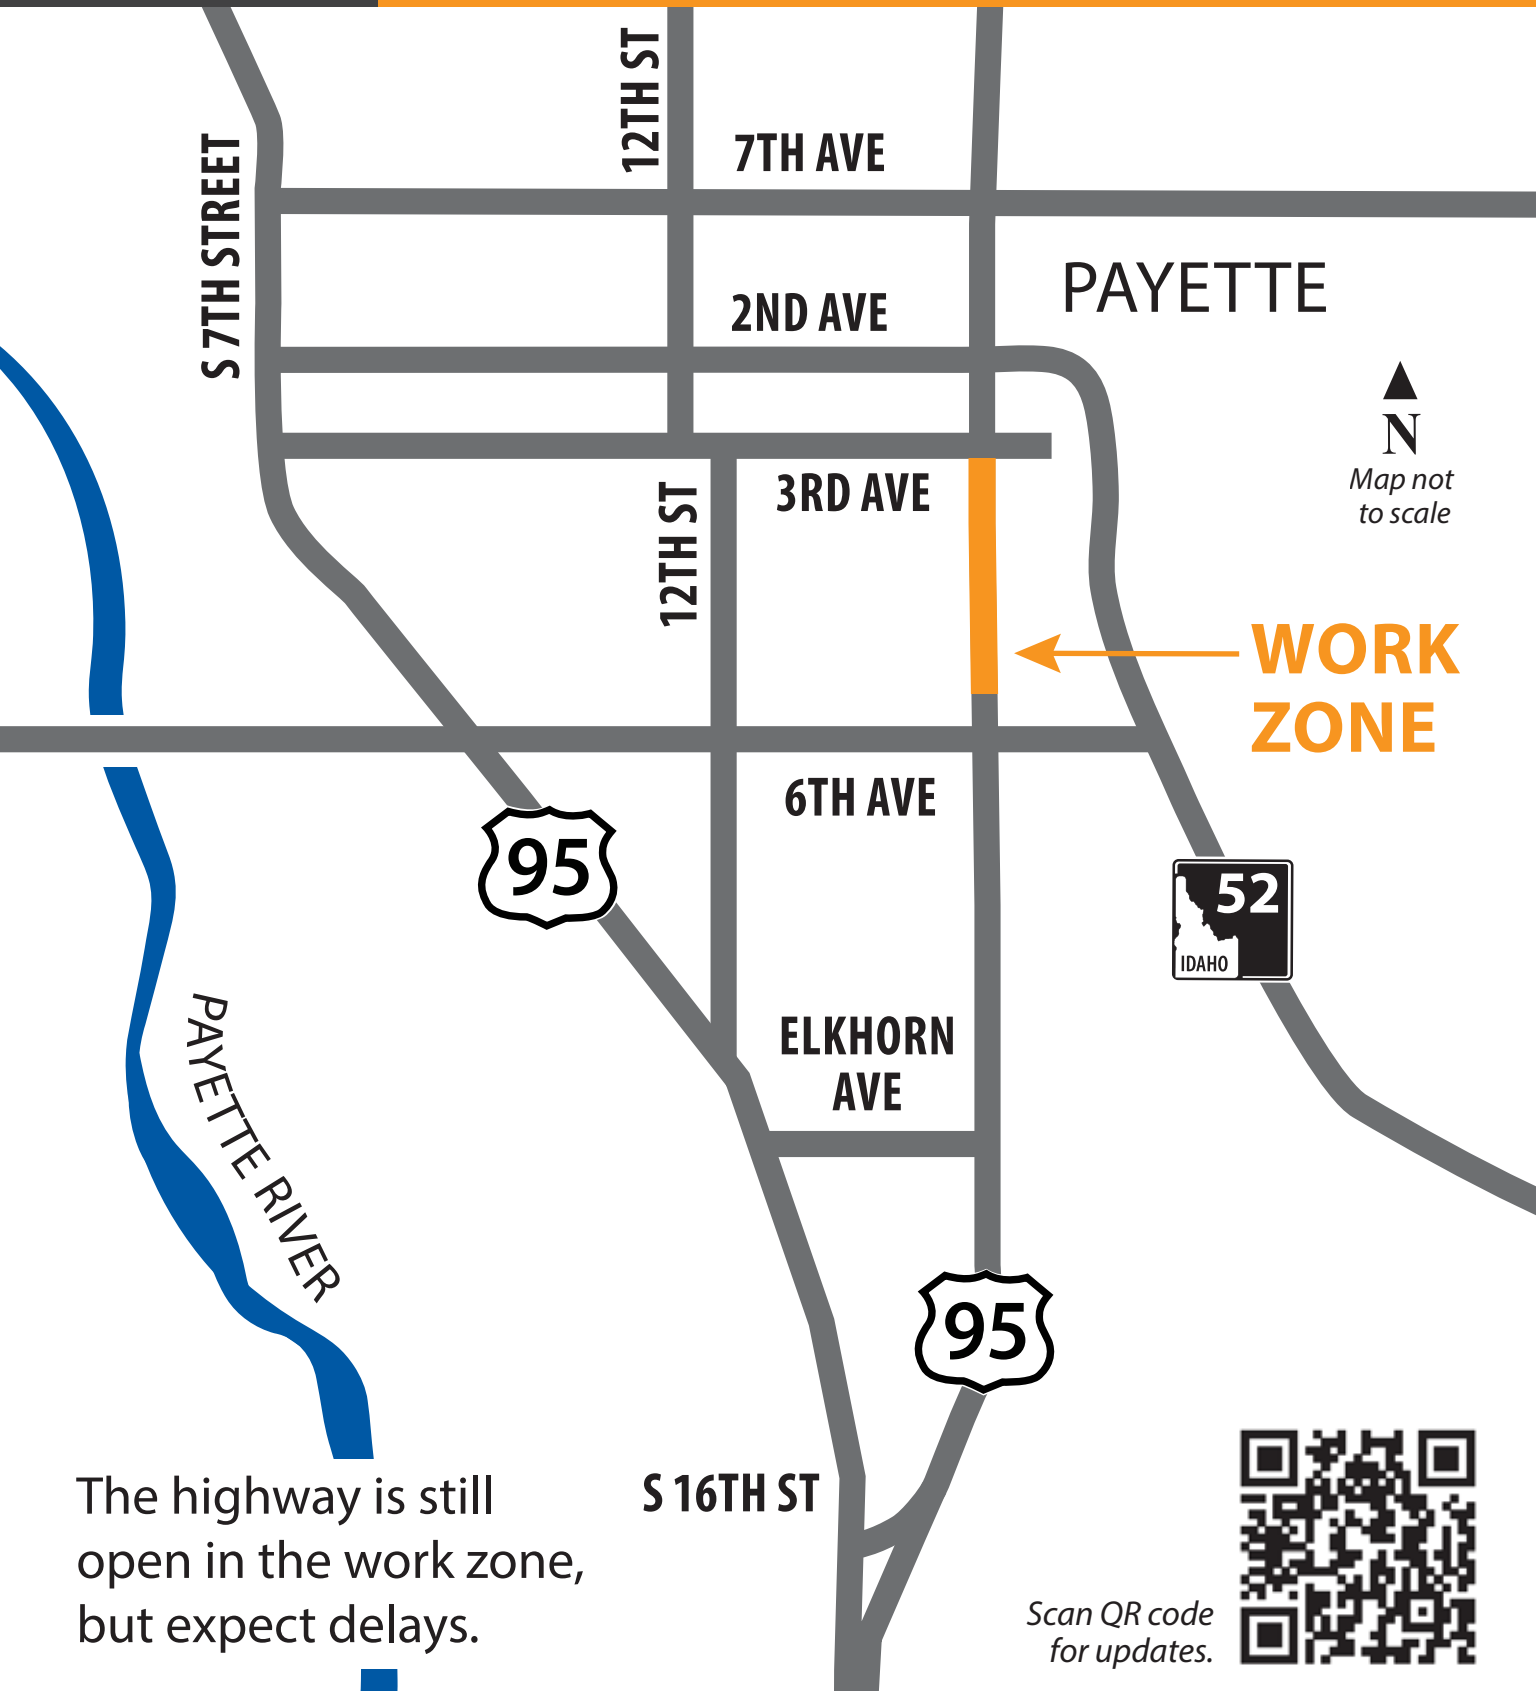 12TH ST
7TH AVE
S 7TH STREET
PAYETTE
2ND AVE
N
Map not
to scale
3RD AVE
12TH ST
WORK
ZONE
6TH AVE
95
52
IDAHO
PAYETTE RIVER
ELKHORN
AVE
95
S 16TH ST
The highway is still
open in the work zone,
but expect delays.
Scan QR code
for updates.